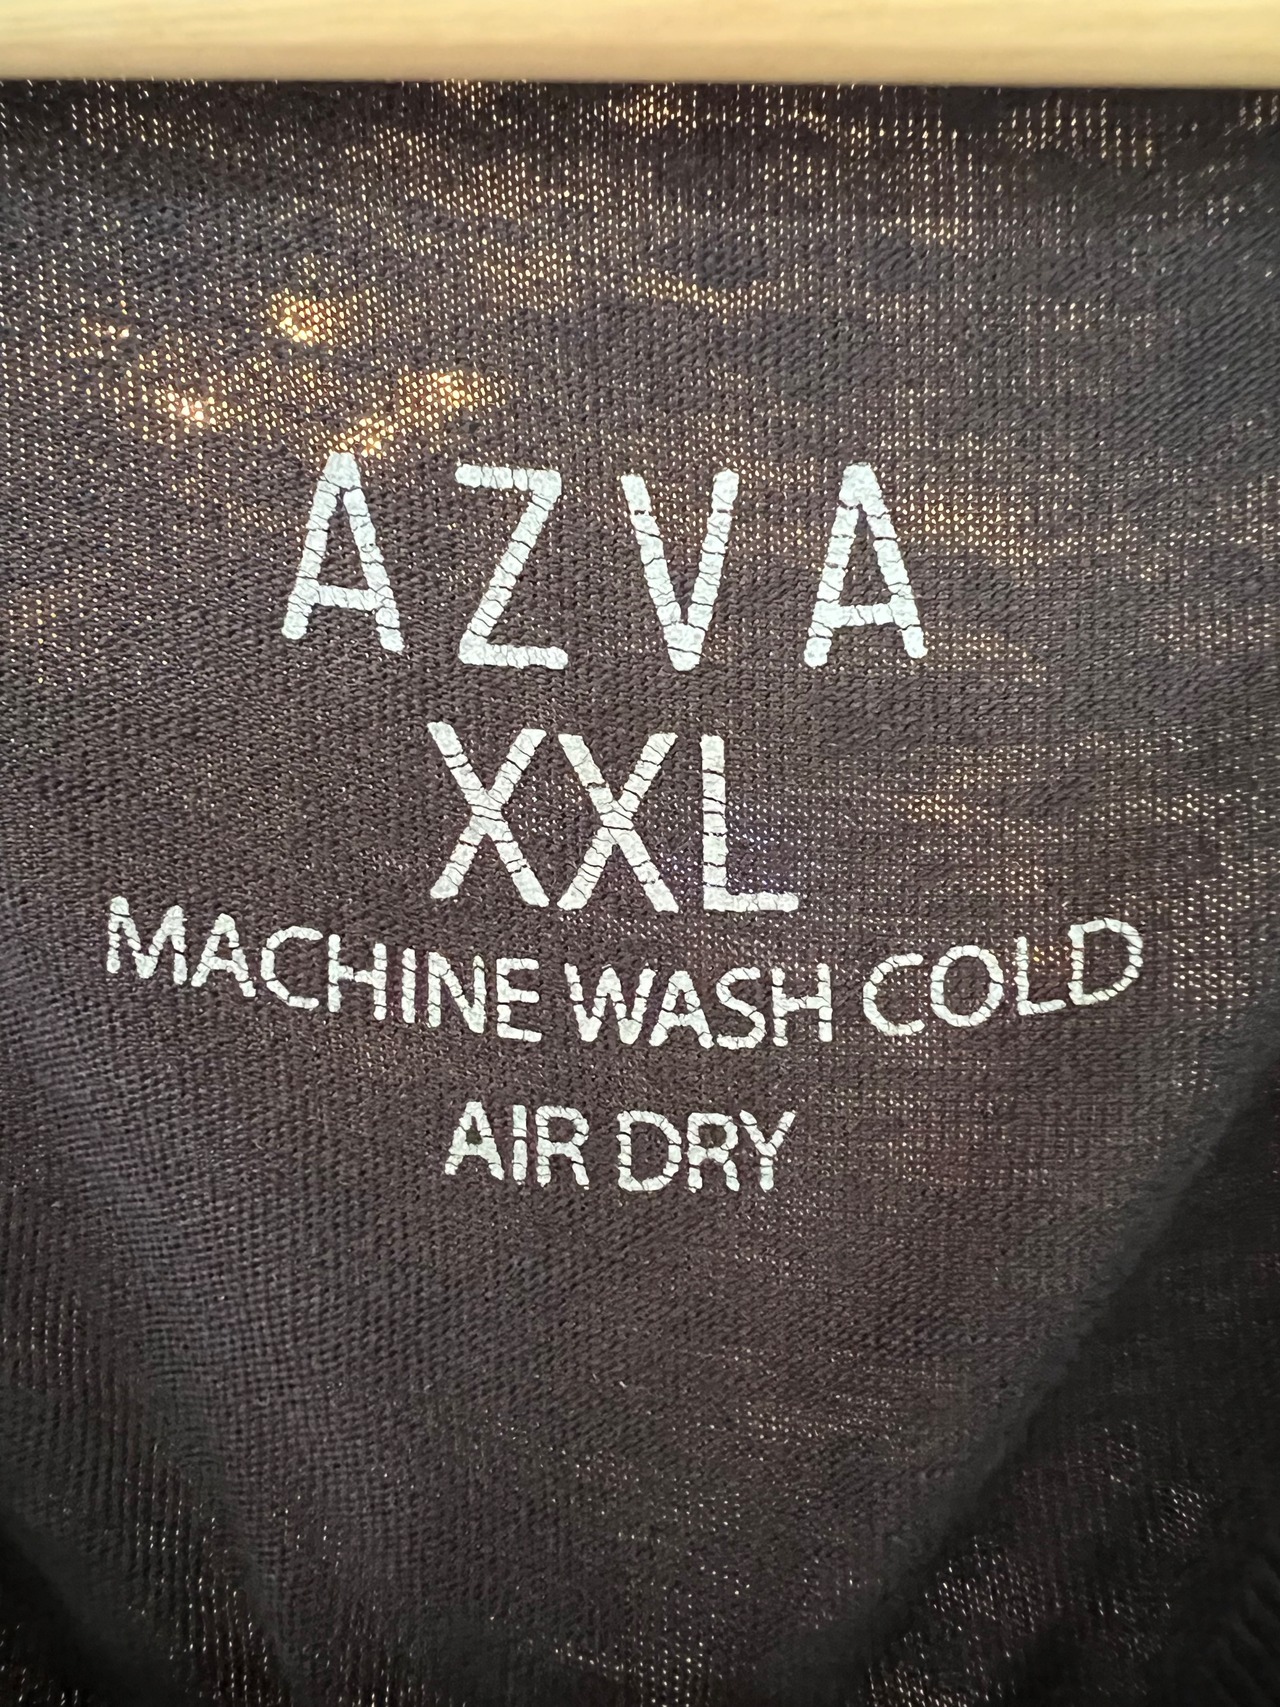 AZVA
XXL
MACHINE WASH COLD
AIR DRY